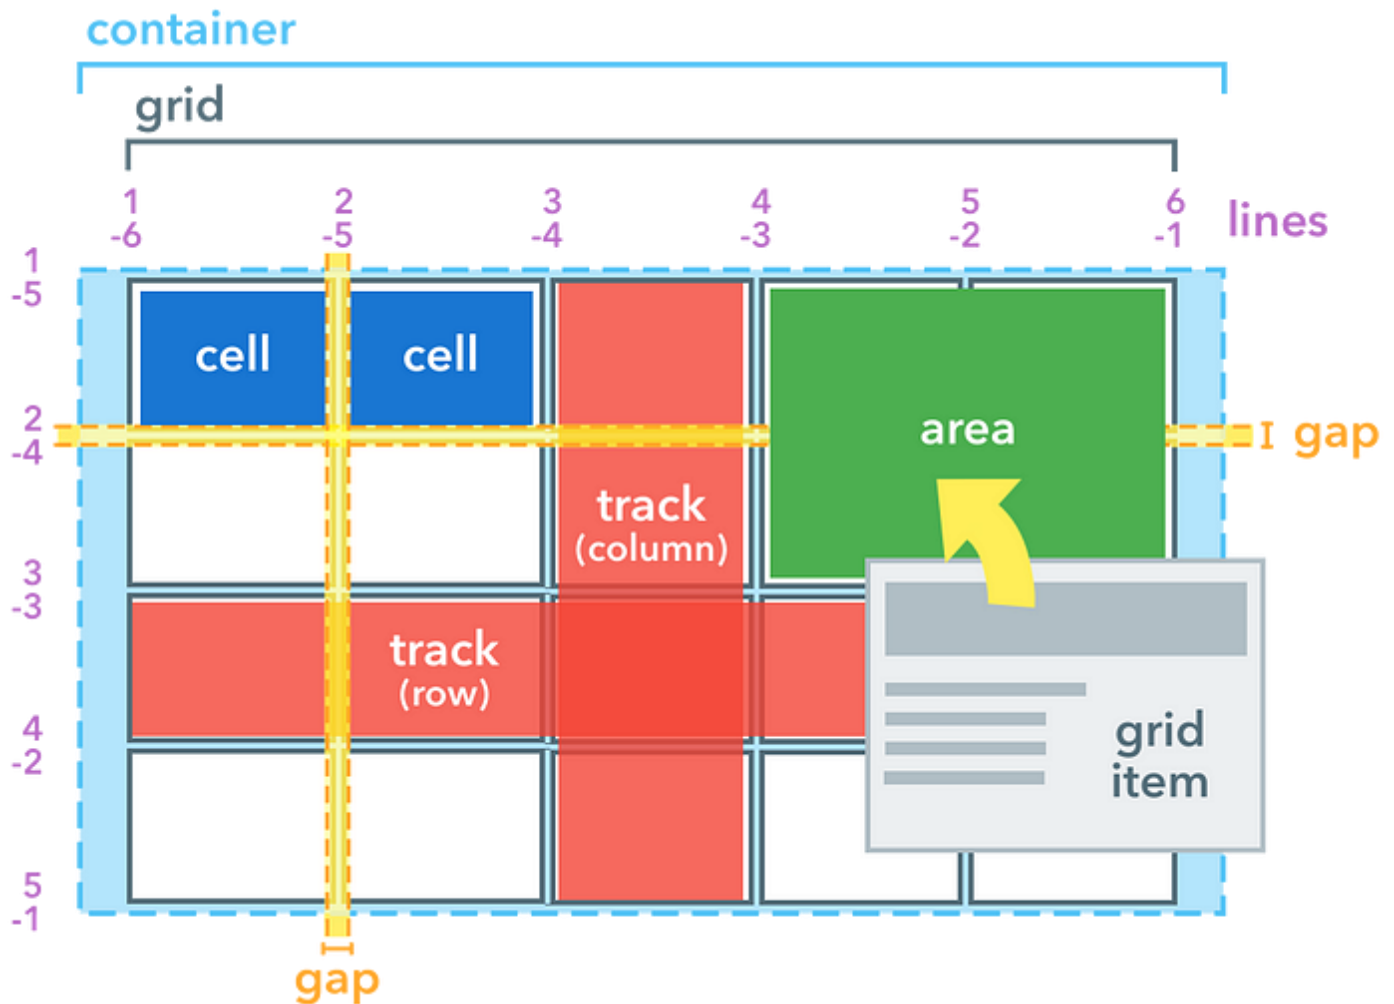 container
grid
1 2 3 4 5 6
-6 -5 -4 -3 -2 -1
lines
1
-5
cell cell
2
-4
area
gap
track
(column)
3
-3
track
(row)
4
-2
grid
item
5
-1
gap